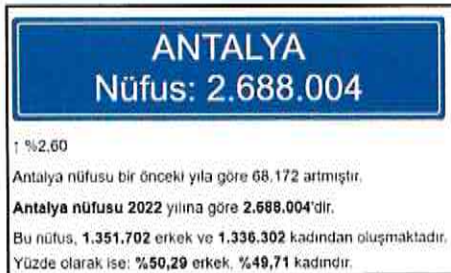 ANTALYA
Nüfus: 2.688.004
↑ %2,60
Antalya nüfusu bir önceki yıla göre 68.172 artmıştır.
Antalya nüfusu 2022 yılına göre 2.688.004'dir.
Bu nüfus, 1.351.702 erkek ve 1.336.302 kadından oluşmaktadır.
Yüzde olarak ise: %50,29 erkek, %49,71 kadındır.